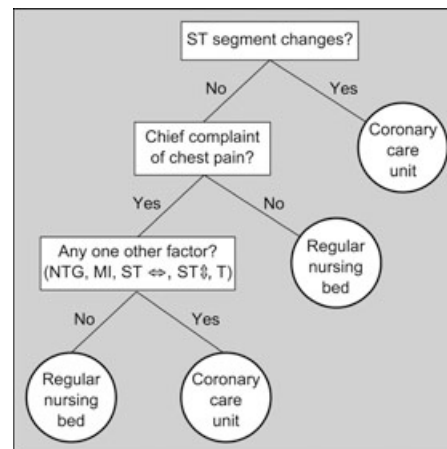 ST segment changes?
No
Yes
Chief complaint
of chest pain?
Coronary
care
unit
Yes
No
Any one other factor?
(NTG, MI, ST ⇔, ST⇕, T)
Regular
nursing
bed
No
Yes
Regular
nursing
bed
Coronary
care
unit